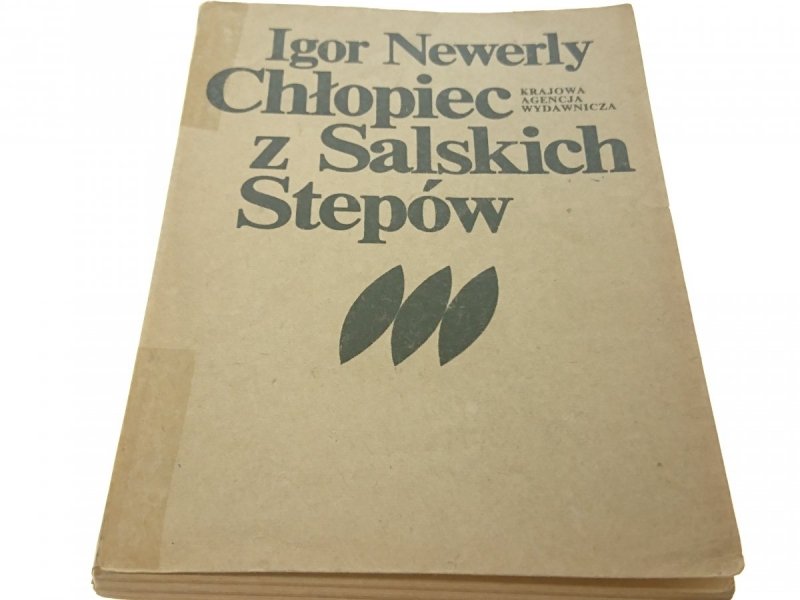 Igor Newerly
Chłopiec
KRAJOWA
AGENCJA
WYDAWNICZA
z Salskich
Stepów